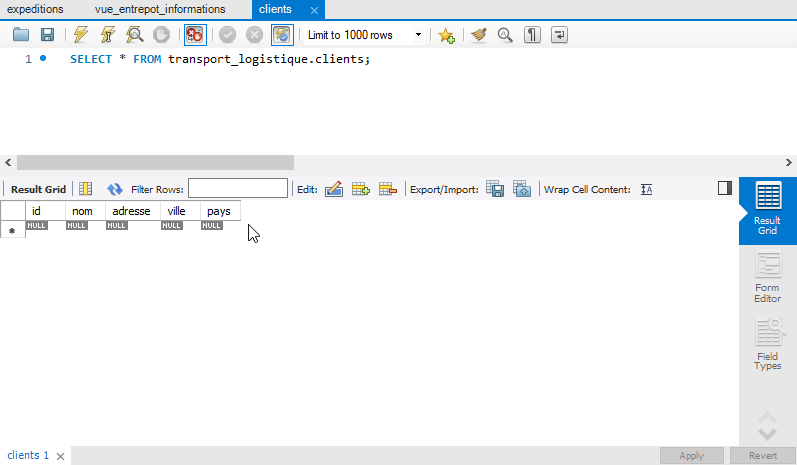 expeditions vue_entrepot_informations clients
Limit to 1000 rows
1 SELECT * FROM transport_logistique.clients;
Result Grid Filter Rows: Edit: Export/Import: Wrap Cell Content:
id nom adresse ville pays
NULL NULL NULL NULL NULL
Result
Grid
Form
Editor
Field
Types
clients 1 Apply Revert